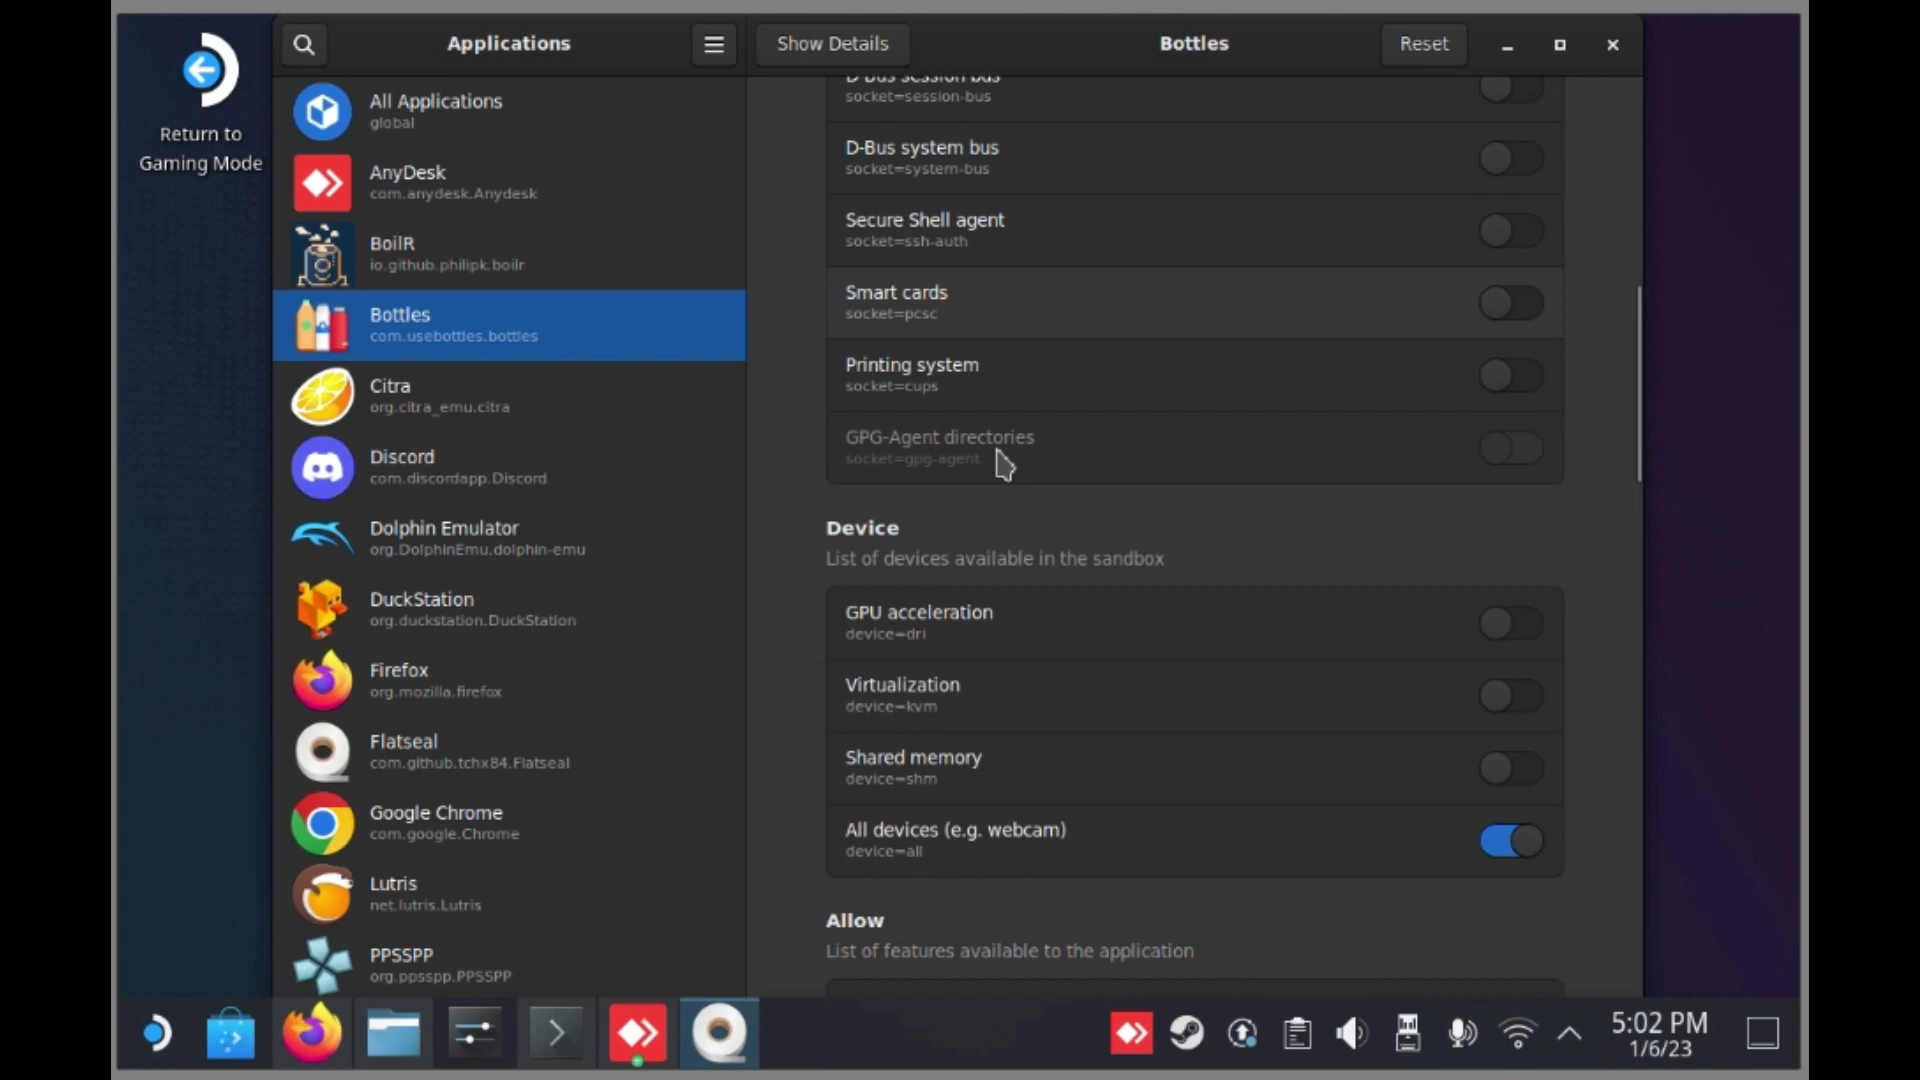 Return to
Gaming Mode
Applications
Show Details
Bottles
Reset
All Applications
global
AnyDesk
com.anydesk.Anydesk
BoilR
io.github.philipk.boilr
Bottles
com.usebottles.bottles
Citra
org.citra_emu.citra
Discord
com.discordapp.Discord
Dolphin Emulator
org.DolphinEmu.dolphin-emu
DuckStation
org.duckstation.DuckStation
Firefox
org.mozilla.firefox
Flatseal
com.github.tchx84.Flatseal
Google Chrome
com.google.Chrome
Lutris
net.lutris.Lutris
PPSSPP
org.ppsspp.PPSSPP
D-Bus session bus
socket=session-bus
D-Bus system bus
socket=system-bus
Secure Shell agent
socket=ssh-auth
Smart cards
socket=pcsc
Printing system
socket=cups
GPG-Agent directories
socket=gpg-agent
Device
List of devices available in the sandbox
GPU acceleration
device=dri
Virtualization
device=kvm
Shared memory
device=shm
All devices (e.g. webcam)
device=all
Allow
List of features available to the application
5:02 PM
1/6/23